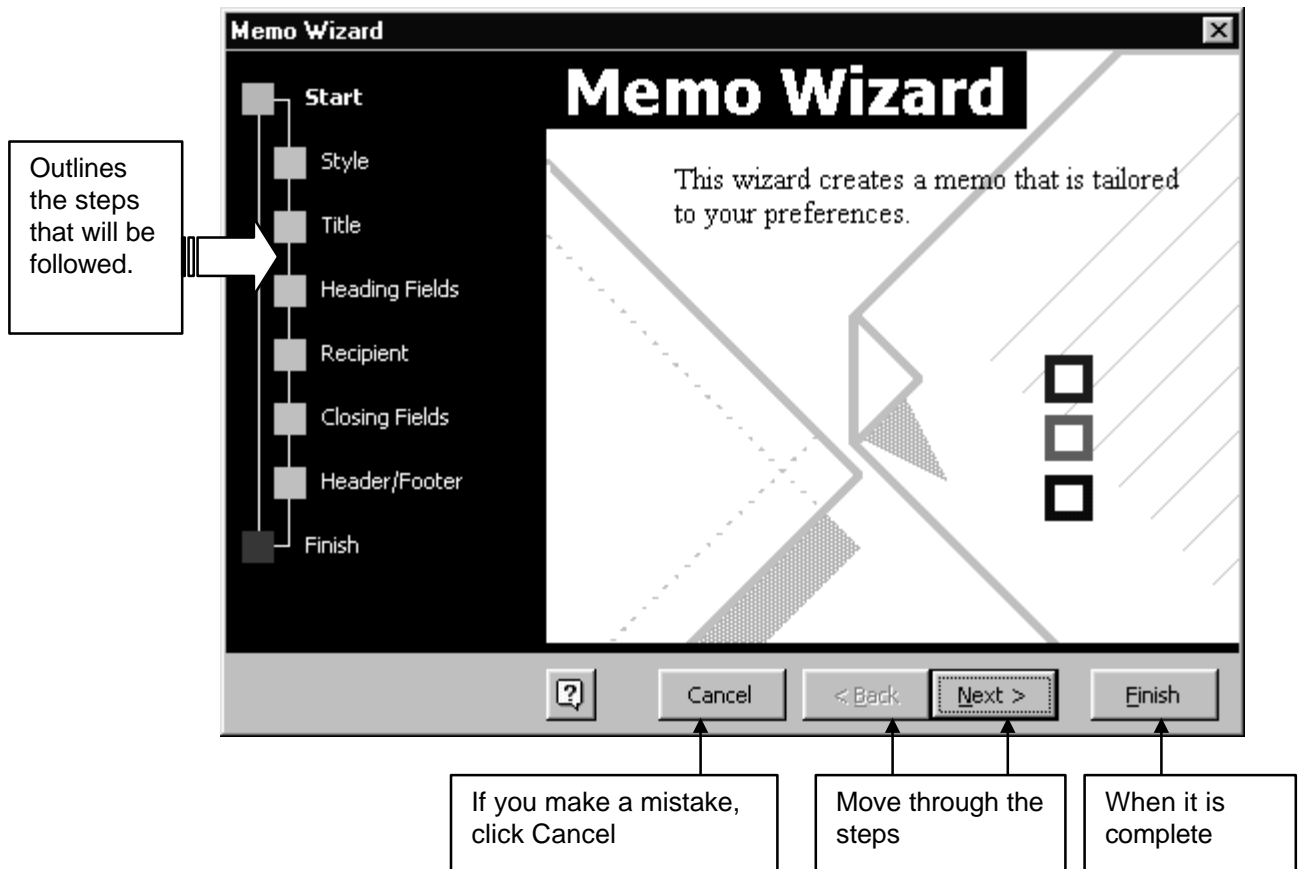 Memo Wizard
Start
Style
Title
Heading Fields
Recipient
Closing Fields
Header/Footer
Finish
Memo Wizard
This wizard creates a memo that is tailored
to your preferences.
Outlines
the steps
that will be
followed.
?
Cancel
< Back
Next >
Finish
If you make a mistake,
click Cancel
Move through the
steps
When it is
complete